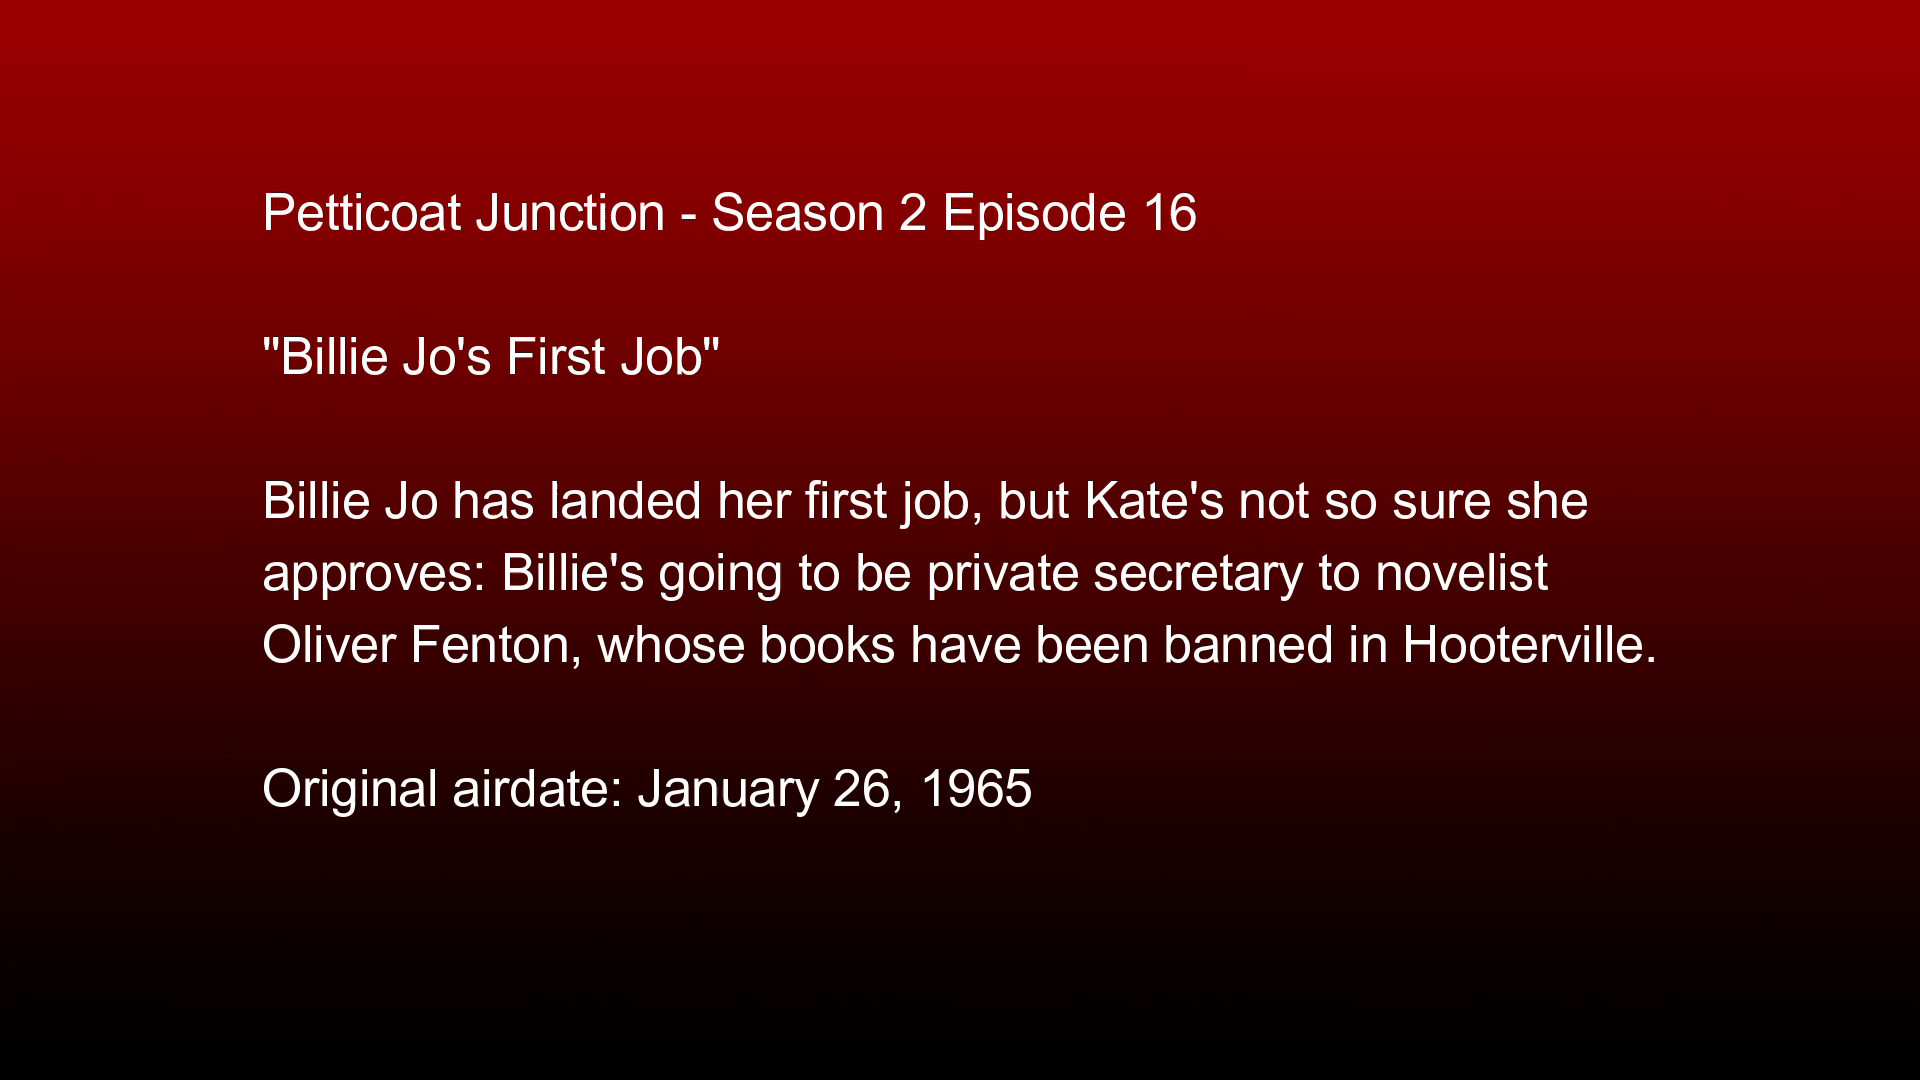 Petticoat Junction - Season 2 Episode 16
"Billie Jo's First Job"
Billie Jo has landed her first job, but Kate's not so sure she
approves: Billie's going to be private secretary to novelist
Oliver Fenton, whose books have been banned in Hooterville.
Original airdate: January 26, 1965